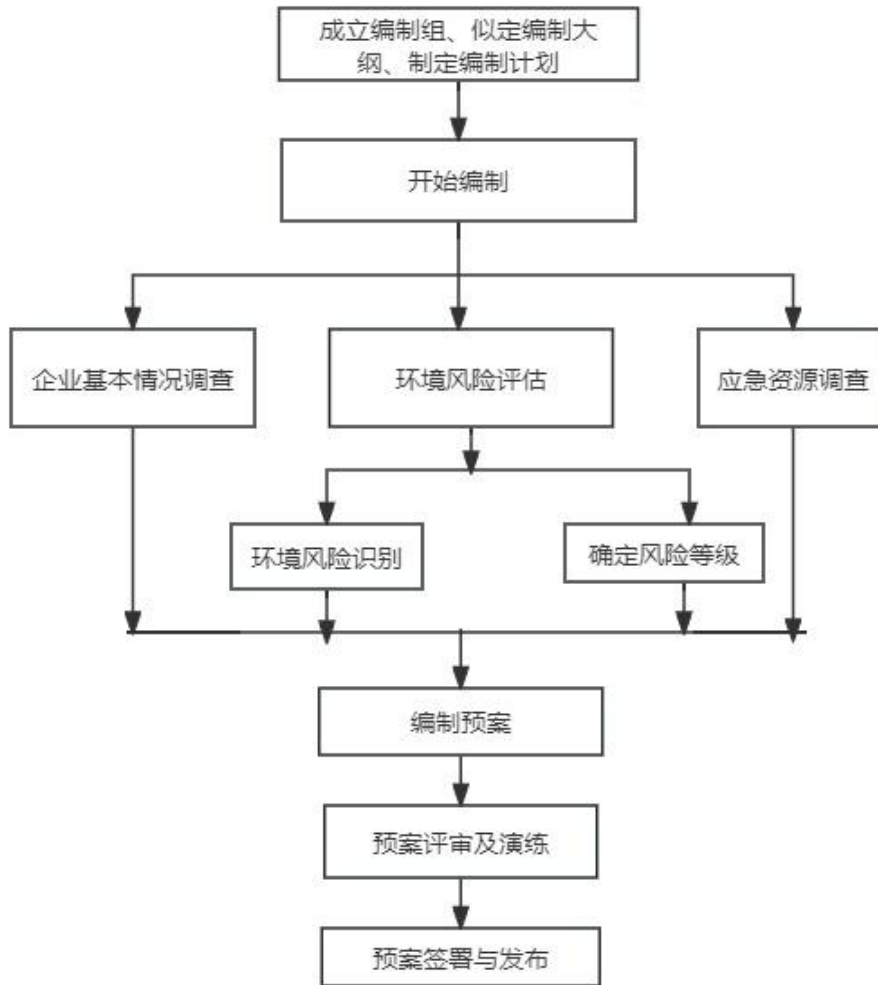 成立编制组、似定编制大
纲、制定编制计划
开始编制
企业基本情况调查
环境风险评估
应急资源调查
环境风险识别
确定风险等级
编制预案
预案评审及演练
预案签署与发布